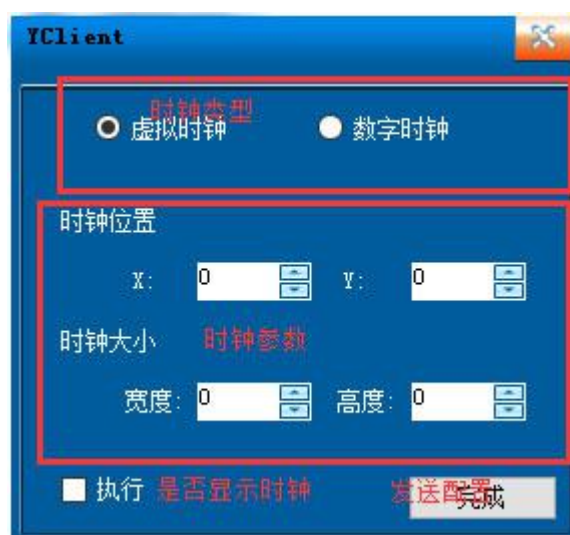 YClient
时钟类型
虚拟时钟 数字时钟
时钟位置
X: 0 Y: 0
时钟大小 时钟参数
宽度: 0 高度: 0
执行 是否显示时钟 发送配置 完成